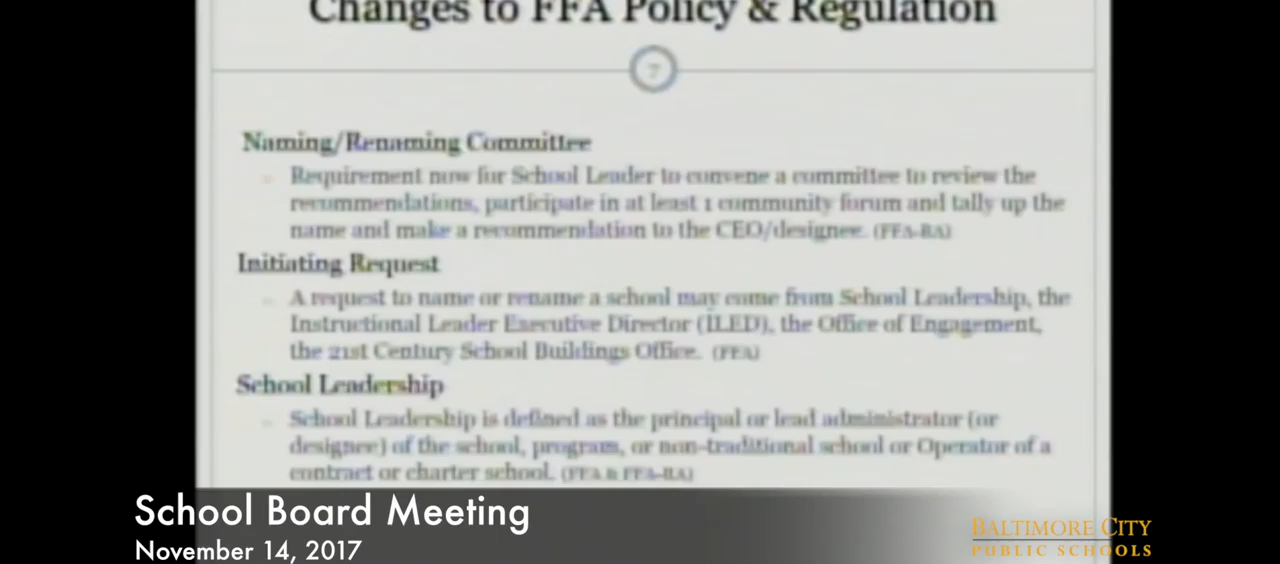 Changes to FFA Policy & Regulation
7
Naming/Renaming Committee
Requirement now for School Leader to convene a committee to review the
recommendations, participate in at least 1 community forum and tally up the
name and make a recommendation to the CEO/designee. (FFA-RA)
Initiating Request
A request to name or rename a school may come from School Leadership, the
Instructional Leader Executive Director (ILED), the Office of Engagement,
the 21st Century School Buildings Office. (FFA)
School Leadership
School Leadership is defined as the principal or lead administrator (or
designee) of the school, program, or non-traditional school or Operator of a
contract or charter school. (FFA & FFA-RA)
School Board Meeting
November 14, 2017
BALTIMORE CITY
PUBLIC SCHOOLS